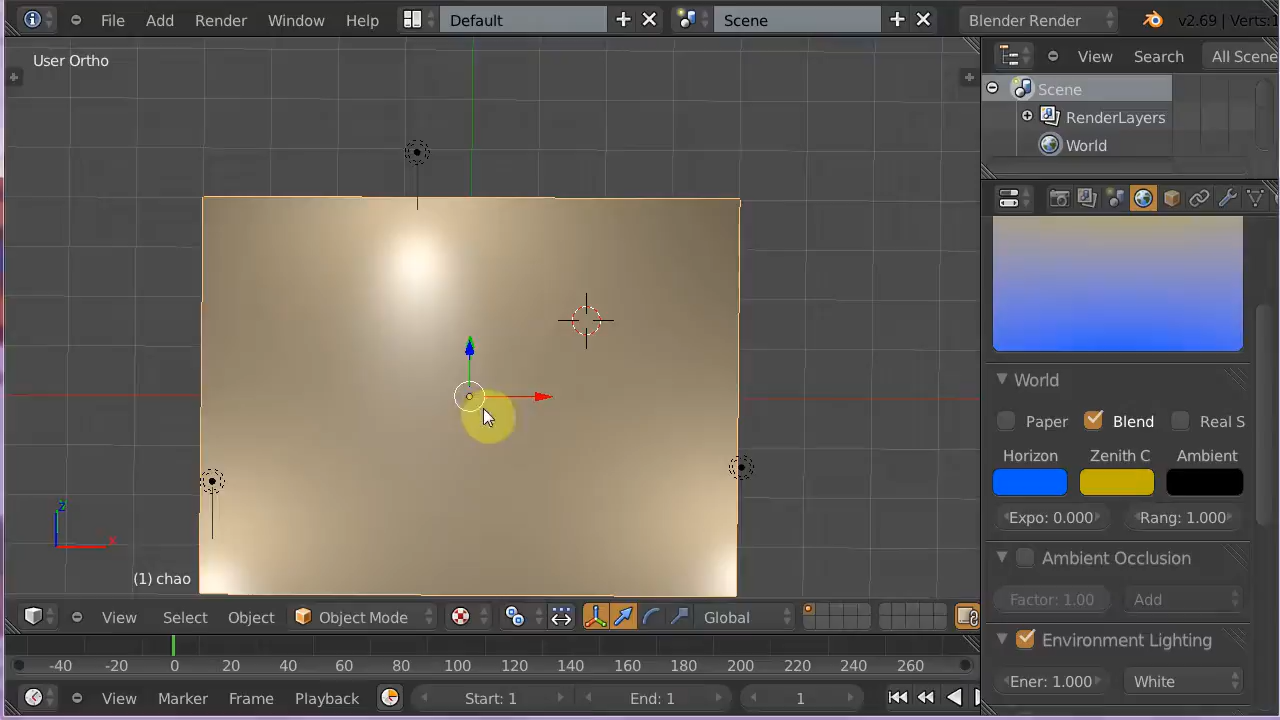 File Add Render Window Help Default Scene Blender Render v2.69 | Verts:1
User Ortho
View Search All Scene
Scene
RenderLayers
World
World
Paper Blend Real S
Horizon Zenith C Ambient
Expo: 0.000 Rang: 1.000
Ambient Occlusion
Factor: 1.00 Add
Environment Lighting
Ener: 1.000 White
z
x
(1) chao
View Select Object Object Mode Global
-40 -20 0 20 40 60 80 100 120 140 160 180 200 220 240 260
View Marker Frame Playback Start: 1 End: 1 1